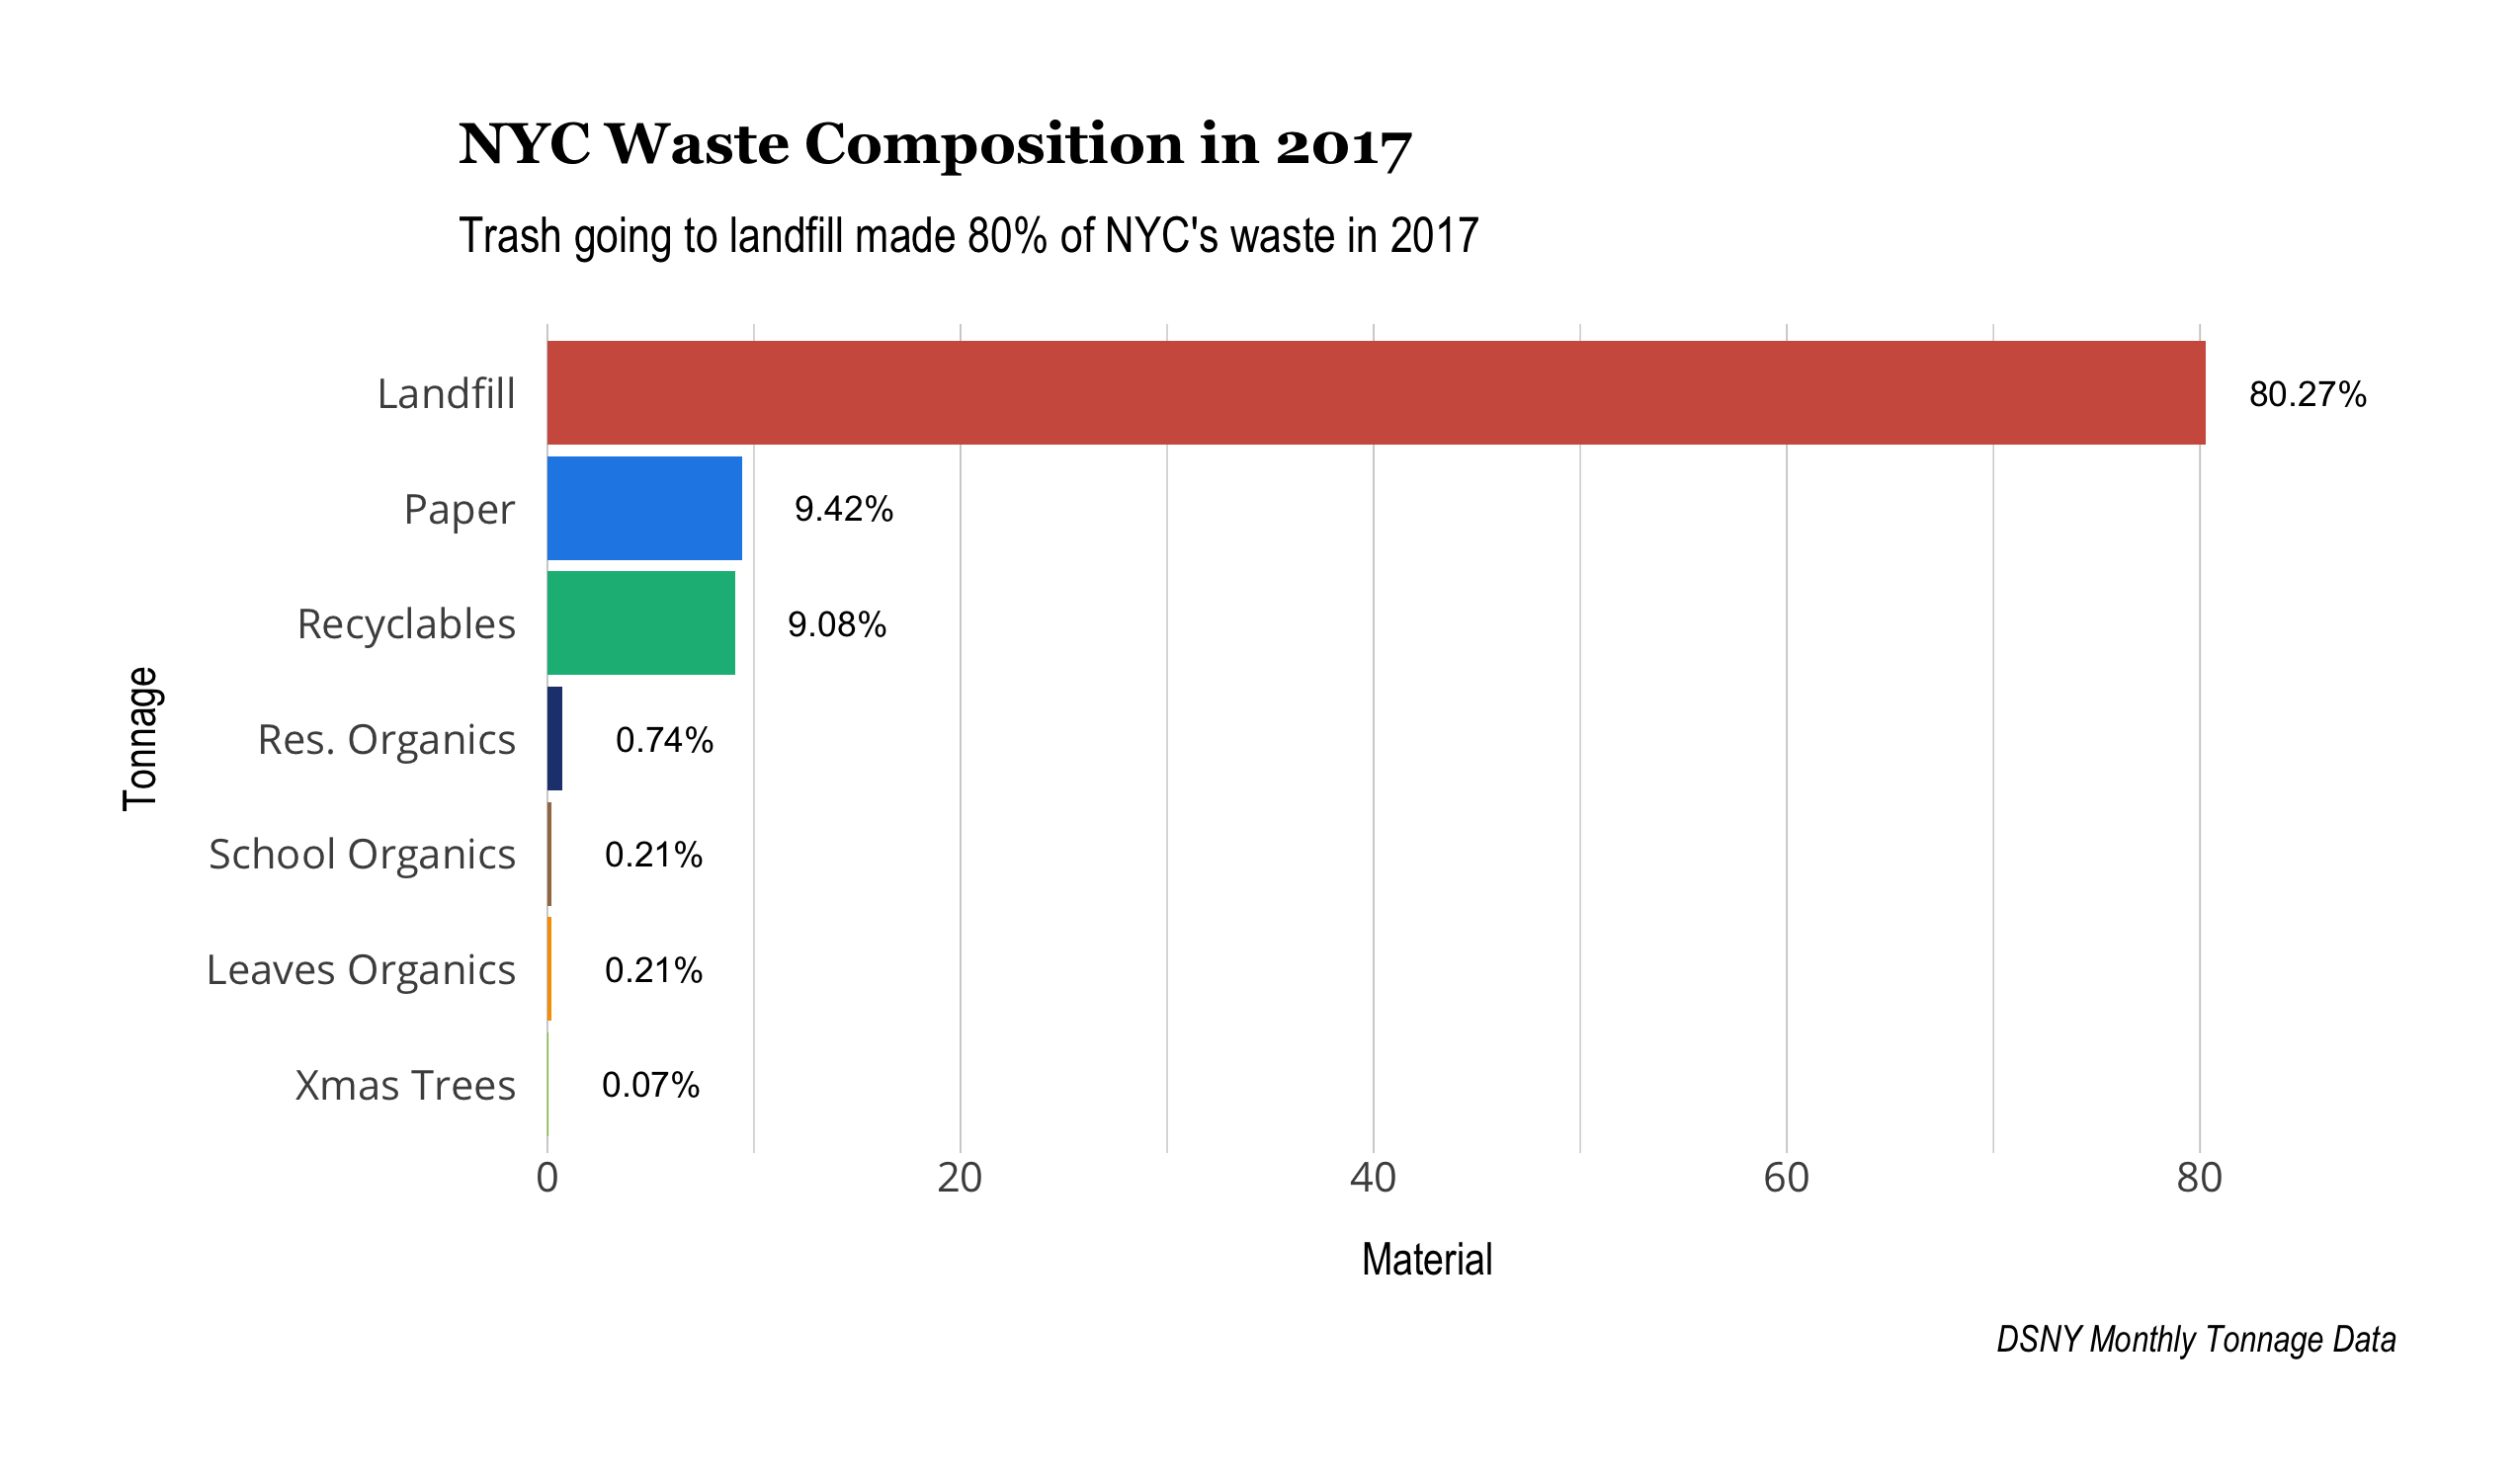 NYC Waste Composition in 2017
Trash going to landfill made 80% of NYC's waste in 2017
Landfill 80.27%
Paper 9.42%
Recyclables 9.08%
Res. Organics 0.74%
School Organics 0.21%
Leaves Organics 0.21%
Xmas Trees 0.07%
Tonnage
0 20 40 60 80
Material
DSNY Monthly Tonnage Data